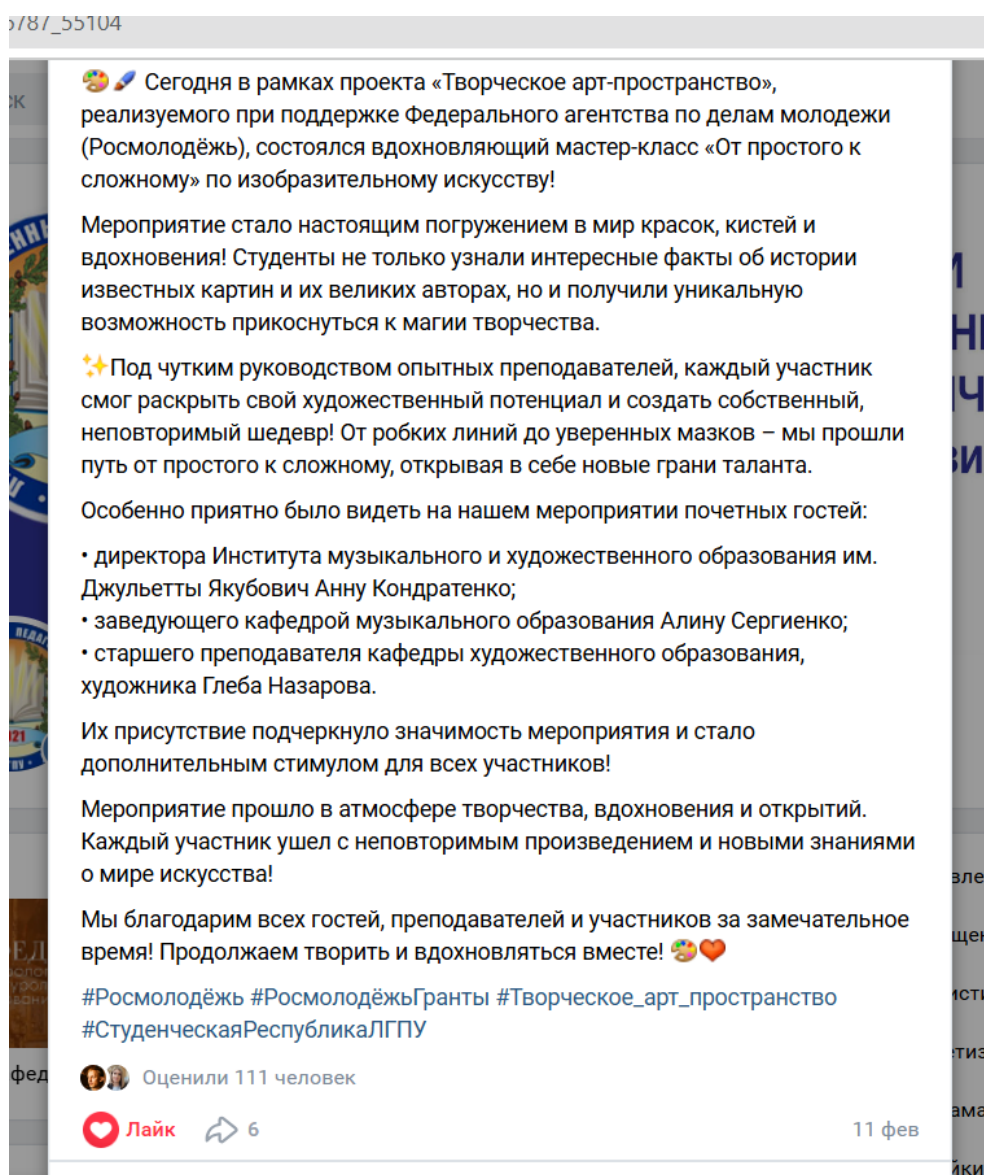 5787_55104
🎨🖌 Сегодня в рамках проекта «Творческое арт-пространство»,
реализуемого при поддержке Федерального агентства по делам молодежи
(Росмолодёжь), состоялся вдохновляющий мастер-класс «От простого к
сложному» по изобразительному искусству!
Мероприятие стало настоящим погружением в мир красок, кистей и
вдохновения! Студенты не только узнали интересные факты об истории
известных картин и их великих авторах, но и получили уникальную
возможность прикоснуться к магии творчества.
✨Под чутким руководством опытных преподавателей, каждый участник
смог раскрыть свой художественный потенциал и создать собственный,
неповторимый шедевр! От робких линий до уверенных мазков – мы прошли
путь от простого к сложному, открывая в себе новые грани таланта.
Особенно приятно было видеть на нашем мероприятии почетных гостей:
• директора Института музыкального и художественного образования им.
Джульетты Якубович Анну Кондратенко;
• заведующего кафедрой музыкального образования Алину Сергиенко;
• старшего преподавателя кафедры художественного образования,
художника Глеба Назарова.
Их присутствие подчеркнуло значимость мероприятия и стало
дополнительным стимулом для всех участников!
Мероприятие прошло в атмосфере творчества, вдохновения и открытий.
Каждый участник ушел с неповторимым произведением и новыми знаниями
о мире искусства!
Мы благодарим всех гостей, преподавателей и участников за замечательное
время! Продолжаем творить и вдохновляться вместе! 🎨❤
#Росмолодёжь #РосмолодёжьГранты #Творческое_арт_пространство
#СтуденческаяРеспубликаЛГПУ
Оценили 111 человек
Лайк 6 11 фев